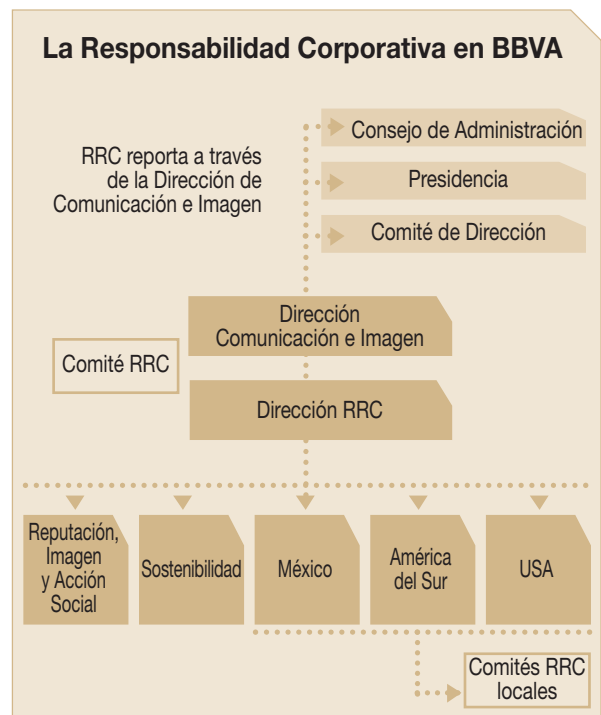 La Responsabilidad Corporativa en BBVA
RRC reporta a través
de la Dirección de
Comunicación e Imagen
Consejo de Administración
Presidencia
Comité de Dirección
Dirección
Comunicación e Imagen
Comité RRC
Dirección RRC
Reputación,
Imagen
y Acción
Social
Sostenibilidad
México
América
del Sur
USA
Comités RRC
locales